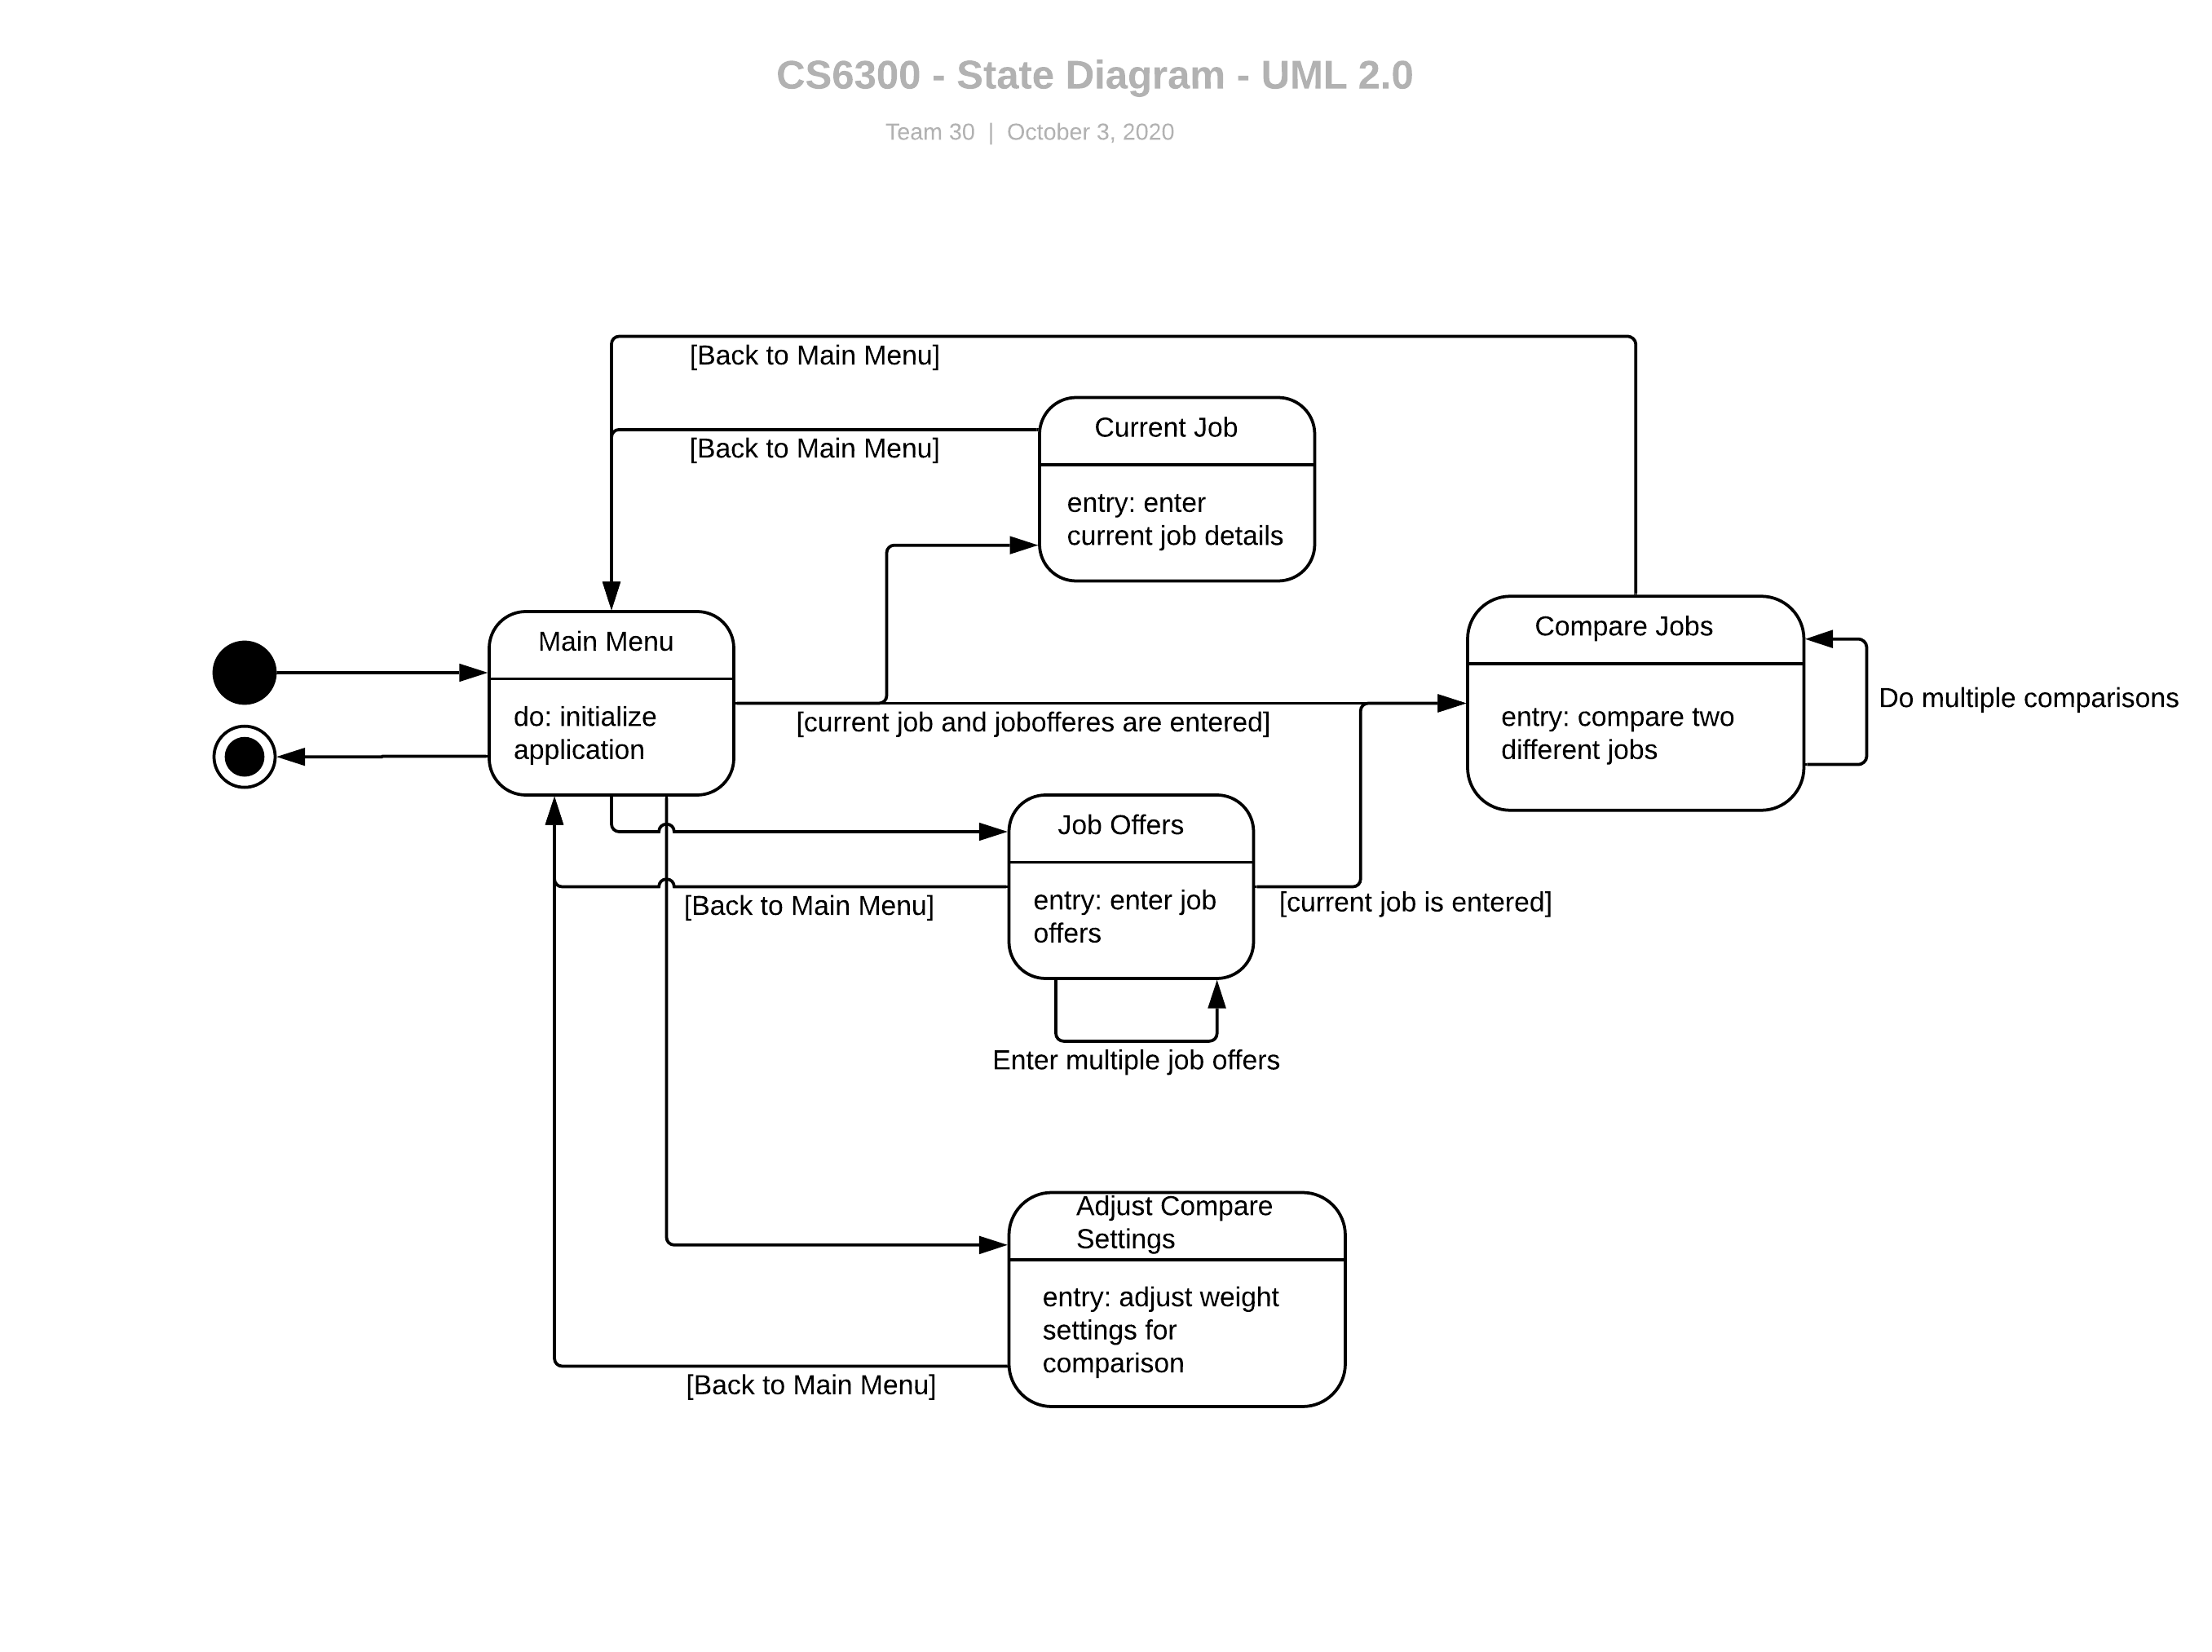 CS6300 - State Diagram - UML 2.0
Team 30 | October 3, 2020
[Back to Main Menu]
Current Job
[Back to Main Menu]
entry: enter
current job details
Compare Jobs
Main Menu
Do multiple comparisons
do: initialize
application
[current job and jobofferes are entered]
entry: compare two
different jobs
Job Offers
[Back to Main Menu]
entry: enter job
offers
[current job is entered]
Enter multiple job offers
Adjust Compare
Settings
entry: adjust weight
settings for
comparison
[Back to Main Menu]